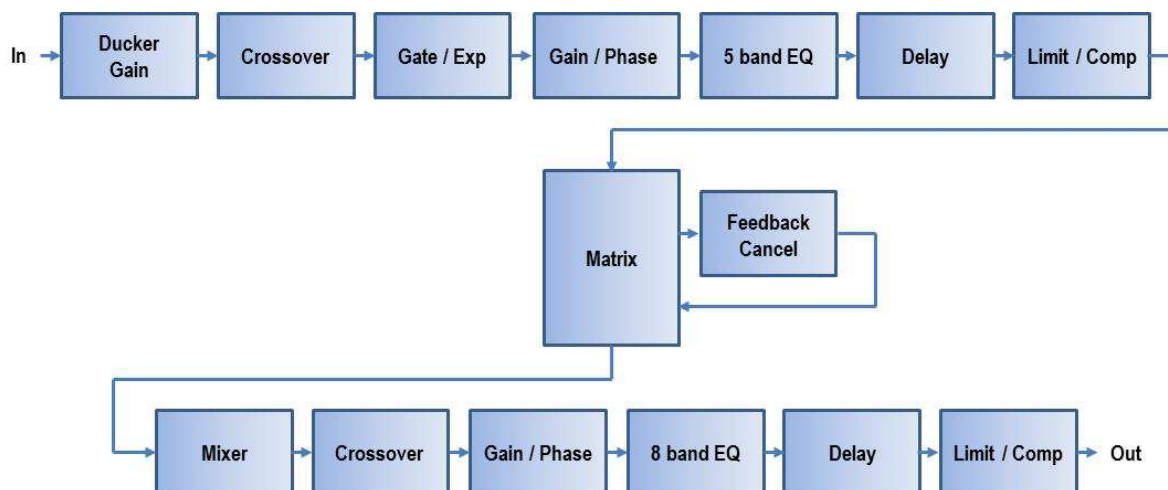 In
Ducker
Gain
Crossover
Gate / Exp
Gain / Phase
5 band EQ
Delay
Limit / Comp
Matrix
Feedback
Cancel
Mixer
Crossover
Gain / Phase
8 band EQ
Delay
Limit / Comp
Out